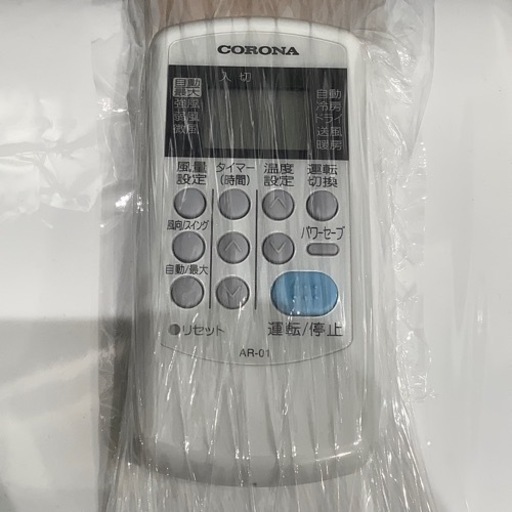 CORONA
入 切
自動
最大
強風
弱風
微風
自動
冷房
ドライ
送風
暖房
風量
設定
タイマー
(時間)
温度
設定
運転
切換
風向/スイング
パワーセーブ
自動/最大
リセット
運転/停止
AR-01